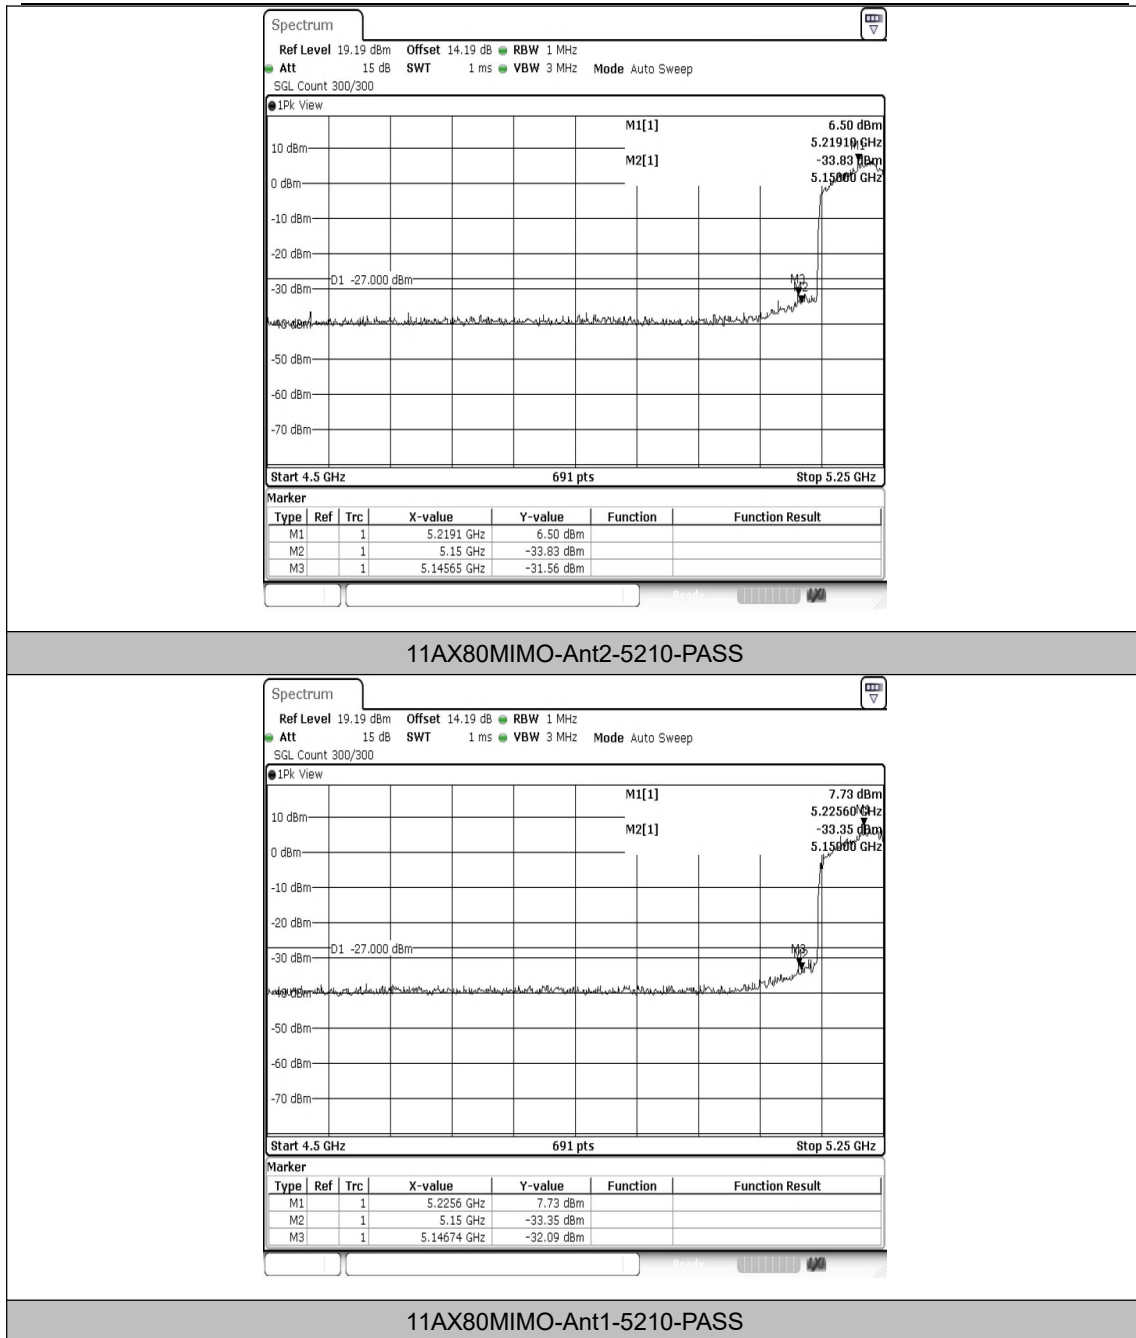 Spectrum
Ref Level 19.19 dBm Offset 14.19 dB RBW 1 MHz
Att 15 dB SWT 1 ms VBW 3 MHz Mode Auto Sweep
SGL Count 300/300
1Pk View
M1[1] 6.50 dBm
5.21910 GHz
M1
10 dBm
M2[1] -33.83 dBm
5.15000 GHz
0 dBm
-10 dBm
-20 dBm
D1 -27.000 dBm
M3
M2
-30 dBm
-40 dBm
-50 dBm
-60 dBm
-70 dBm
Start 4.5 GHz 691 pts Stop 5.25 GHz
Marker
Type Ref Trc X-value Y-value Function Function Result
M1 1 5.2191 GHz 6.50 dBm
M2 1 5.15 GHz -33.83 dBm
M3 1 5.14565 GHz -31.56 dBm
Ready
11AX80MIMO-Ant2-5210-PASS
Spectrum
Ref Level 19.19 dBm Offset 14.19 dB RBW 1 MHz
Att 15 dB SWT 1 ms VBW 3 MHz Mode Auto Sweep
SGL Count 300/300
1Pk View
M1[1] 7.73 dBm
5.22560 GHz
M1
10 dBm
M2[1] -33.35 dBm
5.15000 GHz
0 dBm
-10 dBm
-20 dBm
D1 -27.000 dBm
M3
M2
-30 dBm
-40 dBm
-50 dBm
-60 dBm
-70 dBm
Start 4.5 GHz 691 pts Stop 5.25 GHz
Marker
Type Ref Trc X-value Y-value Function Function Result
M1 1 5.2256 GHz 7.73 dBm
M2 1 5.15 GHz -33.35 dBm
M3 1 5.14674 GHz -32.09 dBm
Ready
11AX80MIMO-Ant1-5210-PASS